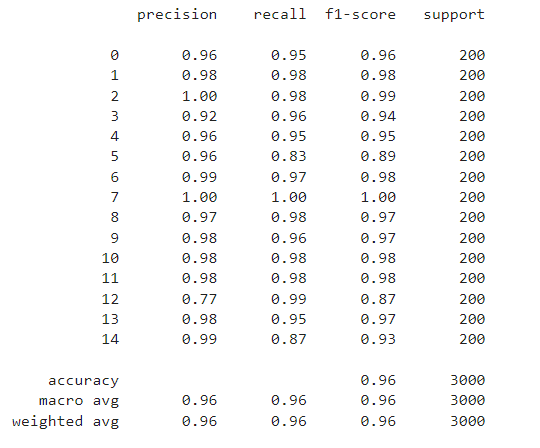 precision recall f1-score support
0 0.96 0.95 0.96 200
1 0.98 0.98 0.98 200
2 1.00 0.98 0.99 200
3 0.92 0.96 0.94 200
4 0.96 0.95 0.95 200
5 0.96 0.83 0.89 200
6 0.99 0.97 0.98 200
7 1.00 1.00 1.00 200
8 0.97 0.98 0.97 200
9 0.98 0.96 0.97 200
10 0.98 0.98 0.98 200
11 0.98 0.98 0.98 200
12 0.77 0.99 0.87 200
13 0.98 0.95 0.97 200
14 0.99 0.87 0.93 200
accuracy 0.96 3000
macro avg 0.96 0.96 0.96 3000
weighted avg 0.96 0.96 0.96 3000